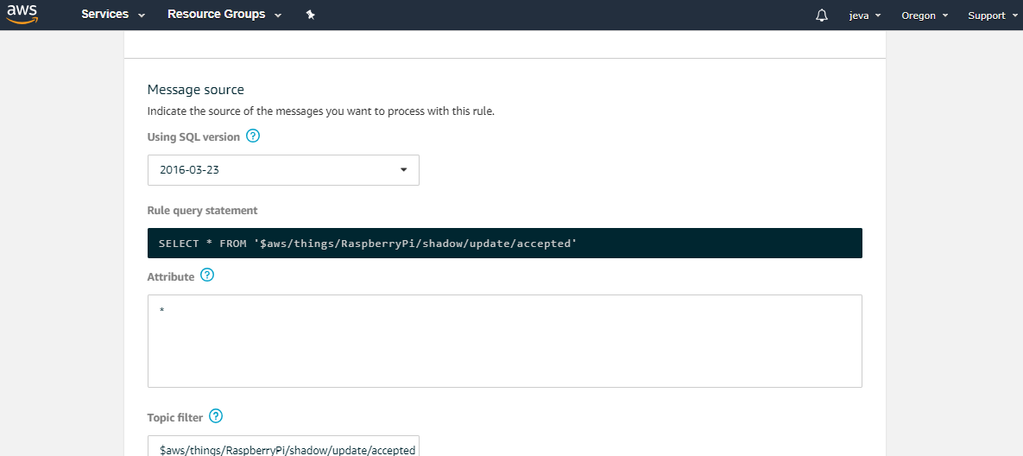 aws Services Resource Groups jeva Oregon Support
Message source
Indicate the source of the messages you want to process with this rule.
Using SQL version ?
2016-03-23
Rule query statement
SELECT * FROM '$aws/things/RaspberryPi/shadow/update/accepted'
Attribute ?
*
Topic filter ?
$aws/things/RaspberryPi/shadow/update/accepted